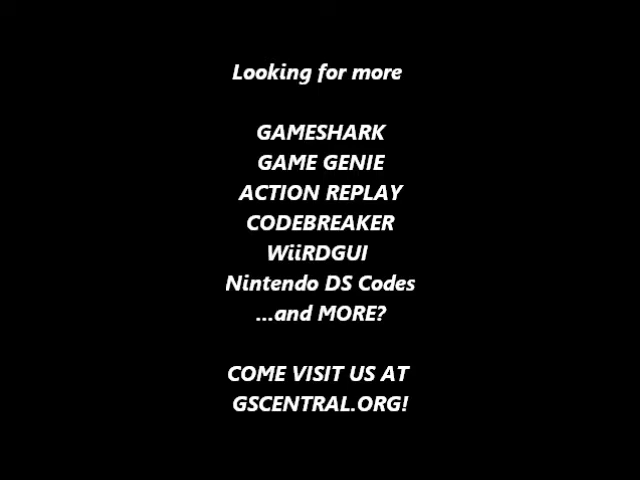 Looking for more
GAMESHARK
GAME GENIE
ACTION REPLAY
CODEBREAKER
WiiRDGUI
Nintendo DS Codes
...and MORE?
COME VISIT US AT
GSCENTRAL.ORG!